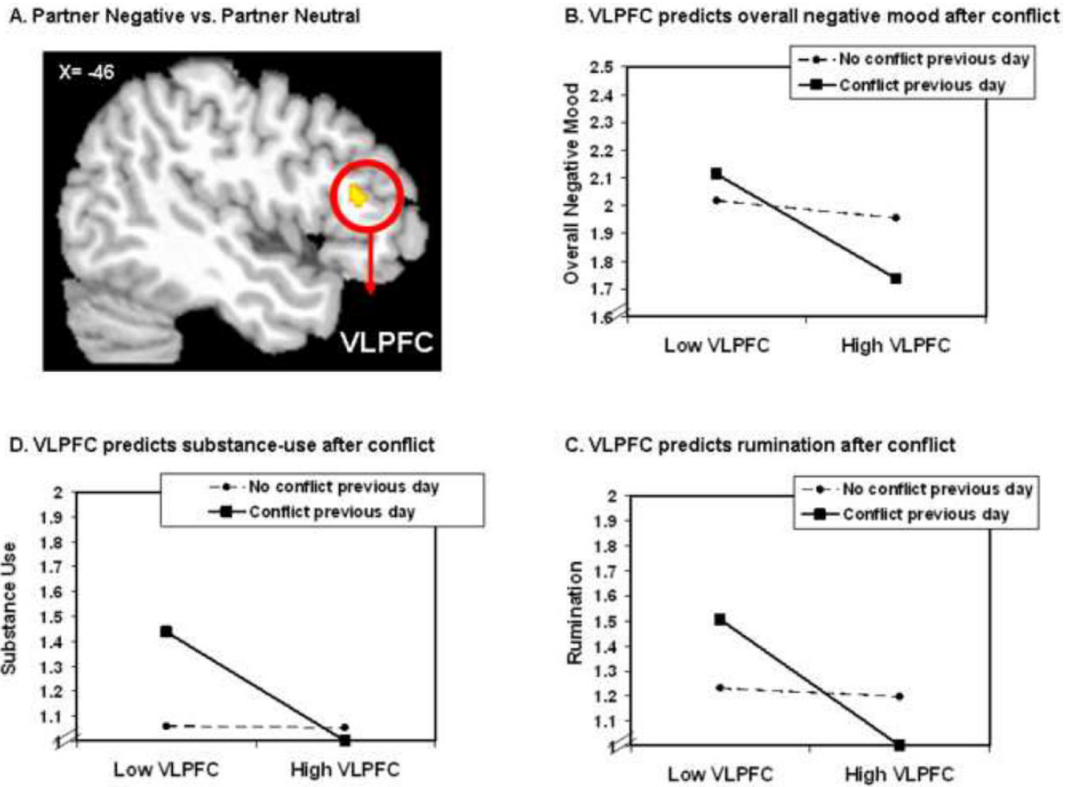 A. Partner Negative vs. Partner Neutral
X= -46
VLPFC
B. VLPFC predicts overall negative mood after conflict
No conflict previous day
Conflict previous day
Overall Negative Mood
2.5
2.4
2.3
2.2
2.1
2
1.9
1.8
1.7
1.6
Low VLPFC
High VLPFC
D. VLPFC predicts substance-use after conflict
No conflict previous day
Conflict previous day
Substance Use
2
1.9
1.8
1.7
1.6
1.5
1.4
1.3
1.2
1.1
1
Low VLPFC
High VLPFC
C. VLPFC predicts rumination after conflict
No conflict previous day
Conflict previous day
Rumination
2
1.9
1.8
1.7
1.6
1.5
1.4
1.3
1.2
1.1
1
Low VLPFC
High VLPFC